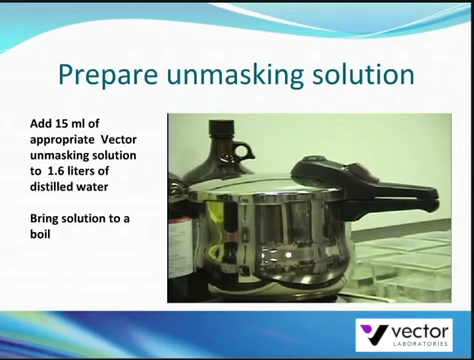 Prepare unmasking solution
Add 15 ml of
appropriate Vector
unmasking solution
to 1.6 liters of
distilled water
Bring solution to a
boil
vector
LABORATORIES